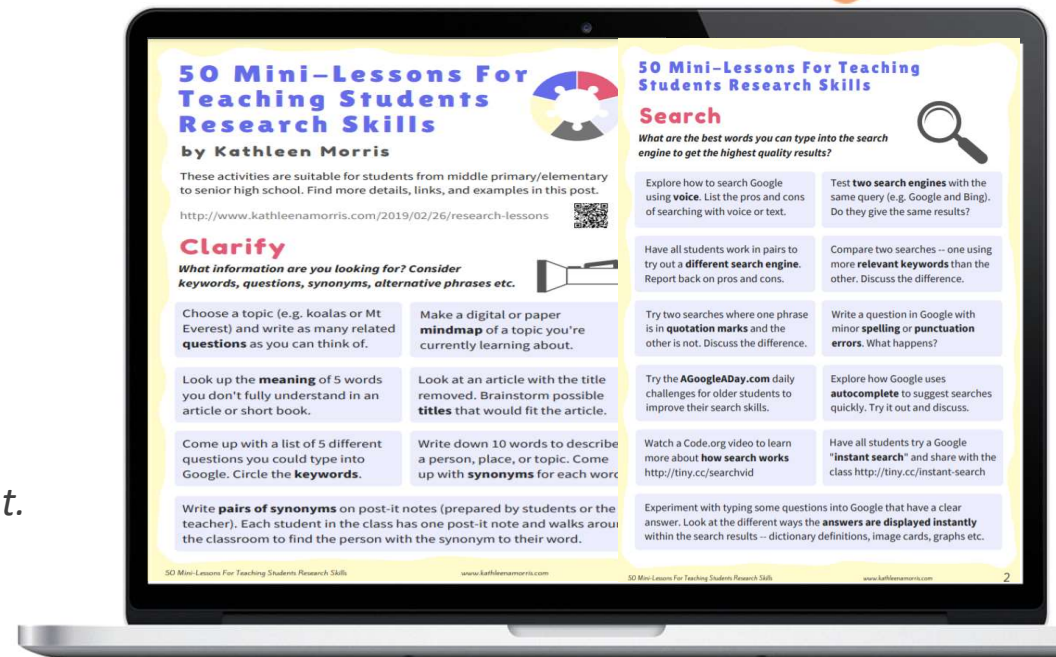 t.
50 Mini-Lessons For
Teaching Students
Research Skills
by Kathleen Morris
These activities are suitable for students from middle primary/elementary
to senior high school. Find more details, links, and examples in this post.
http://www.kathleenamorris.com/2019/02/26/research-lessons
Clarify
What information are you looking for? Consider
keywords, questions, synonyms, alternative phrases etc.
Choose a topic (e.g. koalas or Mt
Everest) and write as many related
questions as you can think of.
Make a digital or paper
mindmap of a topic you're
currently learning about.
Look up the meaning of 5 words
you don't fully understand in an
article or short book.
Look at an article with the title
removed. Brainstorm possible
titles that would fit the article.
Come up with a list of 5 different
questions you could type into
Google. Circle the keywords.
Write down 10 words to describe
a person, place, or topic. Come
up with synonyms for each word
Write pairs of synonyms on post-it notes (prepared by students or the
teacher). Each student in the class has one post-it note and walks arou
the classroom to find the person with the synonym to their word.
50 Mini-Lessons For Teaching Students Research Skills
www.kathleenamorris.com
50 Mini-Lessons For Teaching
Students Research Skills
Search
What are the best words you can type into the search
engine to get the highest quality results?
Explore how to search Google
using voice. List the pros and cons
of searching with voice or text.
Test two search engines with the
same query (e.g. Google and Bing).
Do they give the same results?
Have all students work in pairs to
try out a different search engine.
Report back on pros and cons.
Compare two searches -- one using
more relevant keywords than the
other. Discuss the difference.
Try two searches where one phrase
is in quotation marks and the
other is not. Discuss the difference.
Write a question in Google with
minor spelling or punctuation
errors. What happens?
Try the AGoogleADay.com daily
challenges for older students to
improve their search skills.
Explore how Google uses
autocomplete to suggest searches
quickly. Try it out and discuss.
Watch a Code.org video to learn
more about how search works
http://tiny.cc/searchvid
Have all students try a Google
"instant search" and share with the
class http://tiny.cc/instant-search
Experiment with typing some questions into Google that have a clear
answer. Look at the different ways the answers are displayed instantly
within the search results -- dictionary definitions, image cards, graphs etc.
50 Mini-Lessons For Teaching Students Research Skills
www.kathleenamorris.com
2